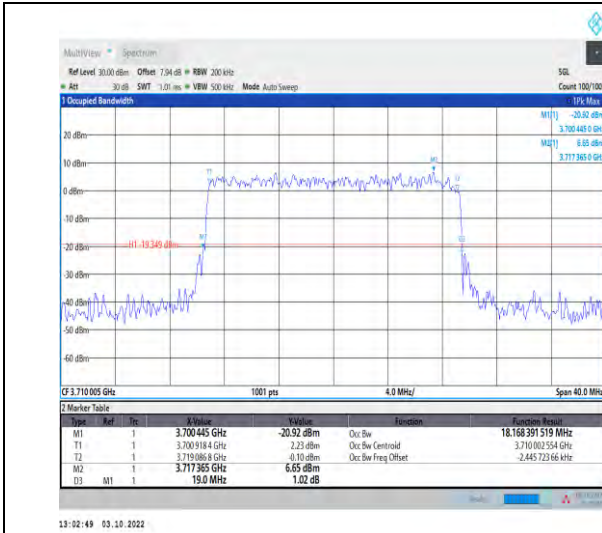 MultiView Spectrum
Ref Level 30.00 dBm Offset 7.94 dB RBW 200 kHz SGL
Att 30 dB SWT 1.01 ms VBW 500 kHz Mode Auto Sweep Count 100/100
1 Occupied Bandwidth 1Pk Max
M1[1] -20.92 dBm
3.700 445 0 GHz
M2[1] 6.65 dBm
3.717 365 0 GHz
20 dBm
10 dBm
0 dBm
-10 dBm
-20 dBm
H1 -19.349 dBm
-30 dBm
-40 dBm
-50 dBm
-60 dBm
T1
M2
T2
M1
D3
CF 3.710 005 GHz 1001 pts 4.0 MHz/ Span 40.0 MHz
2 Marker Table
Type Ref Trc X-Value Y-Value Function Function Result
M1 1 3.700 445 GHz -20.92 dBm Occ Bw 18.168 391 519 MHz
T1 1 3.700 918 4 GHz 2.23 dBm Occ Bw Centroid 3.710 002 554 GHz
T2 1 3.719 086 8 GHz -0.10 dBm Occ Bw Freq Offset -2.445 723 66 kHz
M2 1 3.717 365 GHz 6.65 dBm
D3 M1 1 19.0 MHz 1.02 dB
13:02:49 03.10.2022